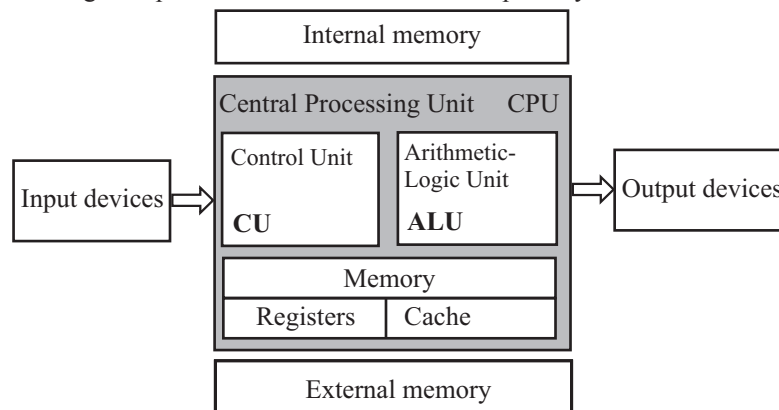 Internal memory
Central Processing Unit CPU
Control Unit
CU
Arithmetic-
Logic Unit
ALU
Input devices
Output devices
Memory
Registers
Cache
External memory